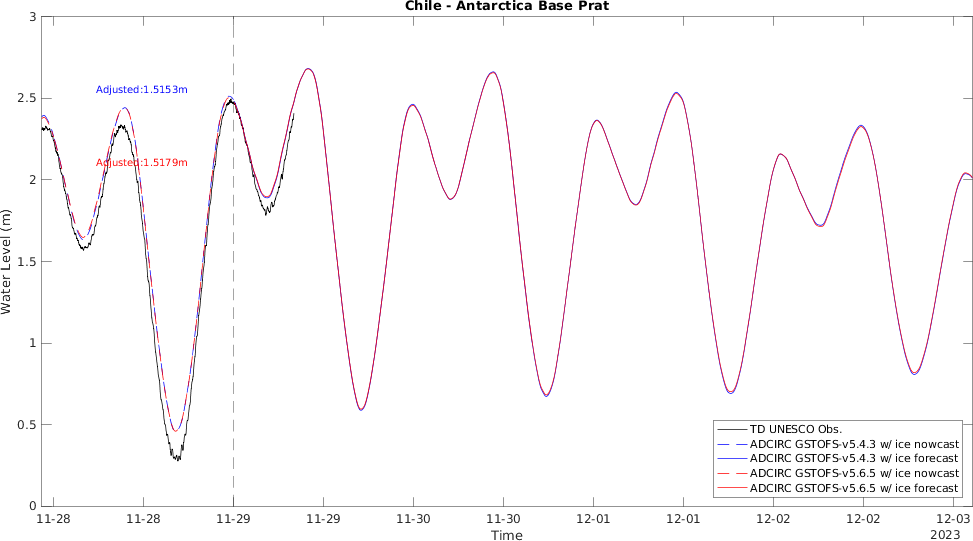 Chile - Antarctica Base Prat
3
2.5
2
1.5
1
0.5
0
Water Level (m)
Adjusted:1.5153m
Adjusted:1.5179m
TD UNESCO Obs.
ADCIRC GSTOFS-v5.4.3 w/ ice nowcast
ADCIRC GSTOFS-v5.4.3 w/ ice forecast
ADCIRC GSTOFS-v5.6.5 w/ ice nowcast
ADCIRC GSTOFS-v5.6.5 w/ ice forecast
11-28 11-28 11-29 11-29 11-30 11-30 12-01 12-01 12-02 12-02 12-03
Time
2023